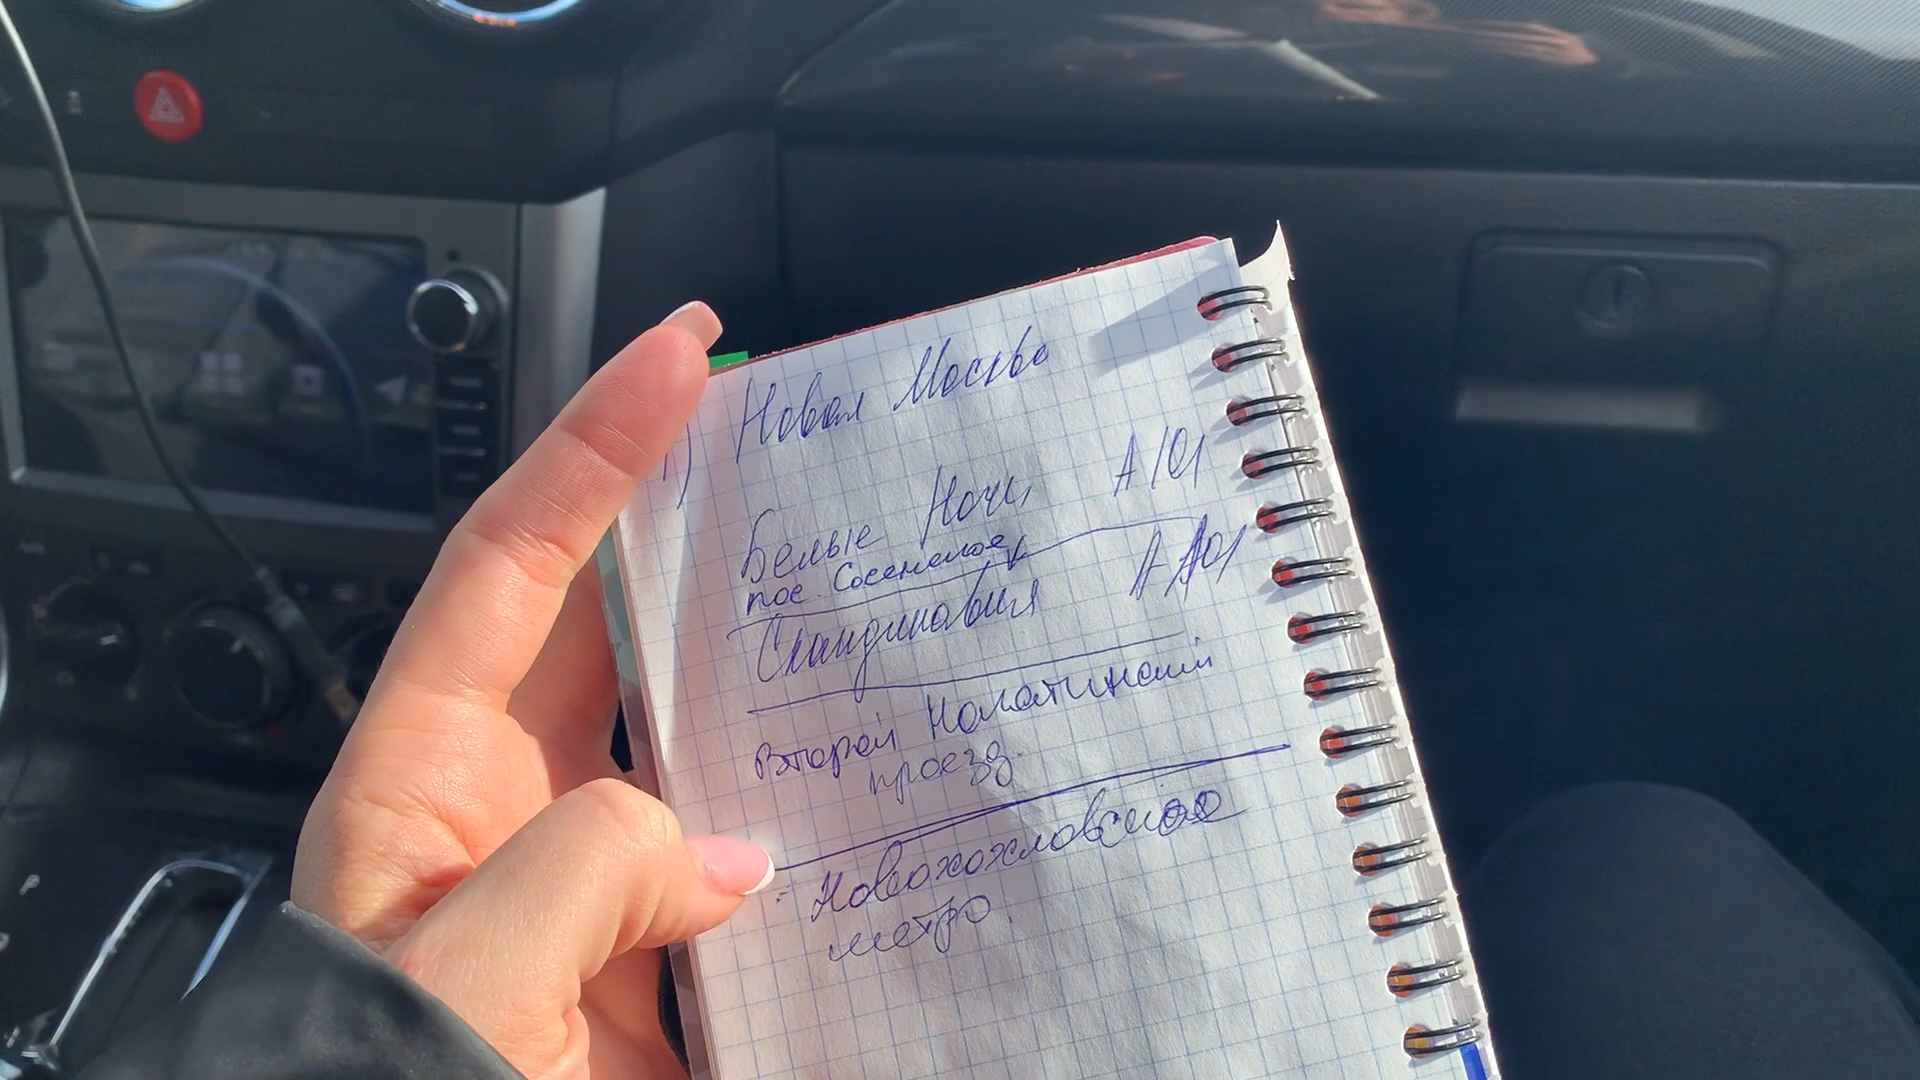 1) Новая Москва
Белые Ночи А101
пос. Сосенское
Скандинавия А101
Второй Нагатинский
проезд.
Новохохловская
метро.